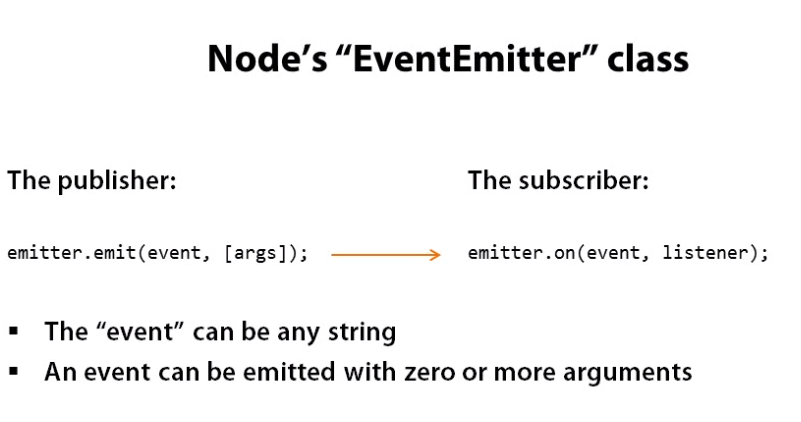 Node's “EventEmitter” class
The publisher:
The subscriber:
emitter.emit(event, [args]);
emitter.on(event, listener);
▪ The “event” can be any string
▪ An event can be emitted with zero or more arguments